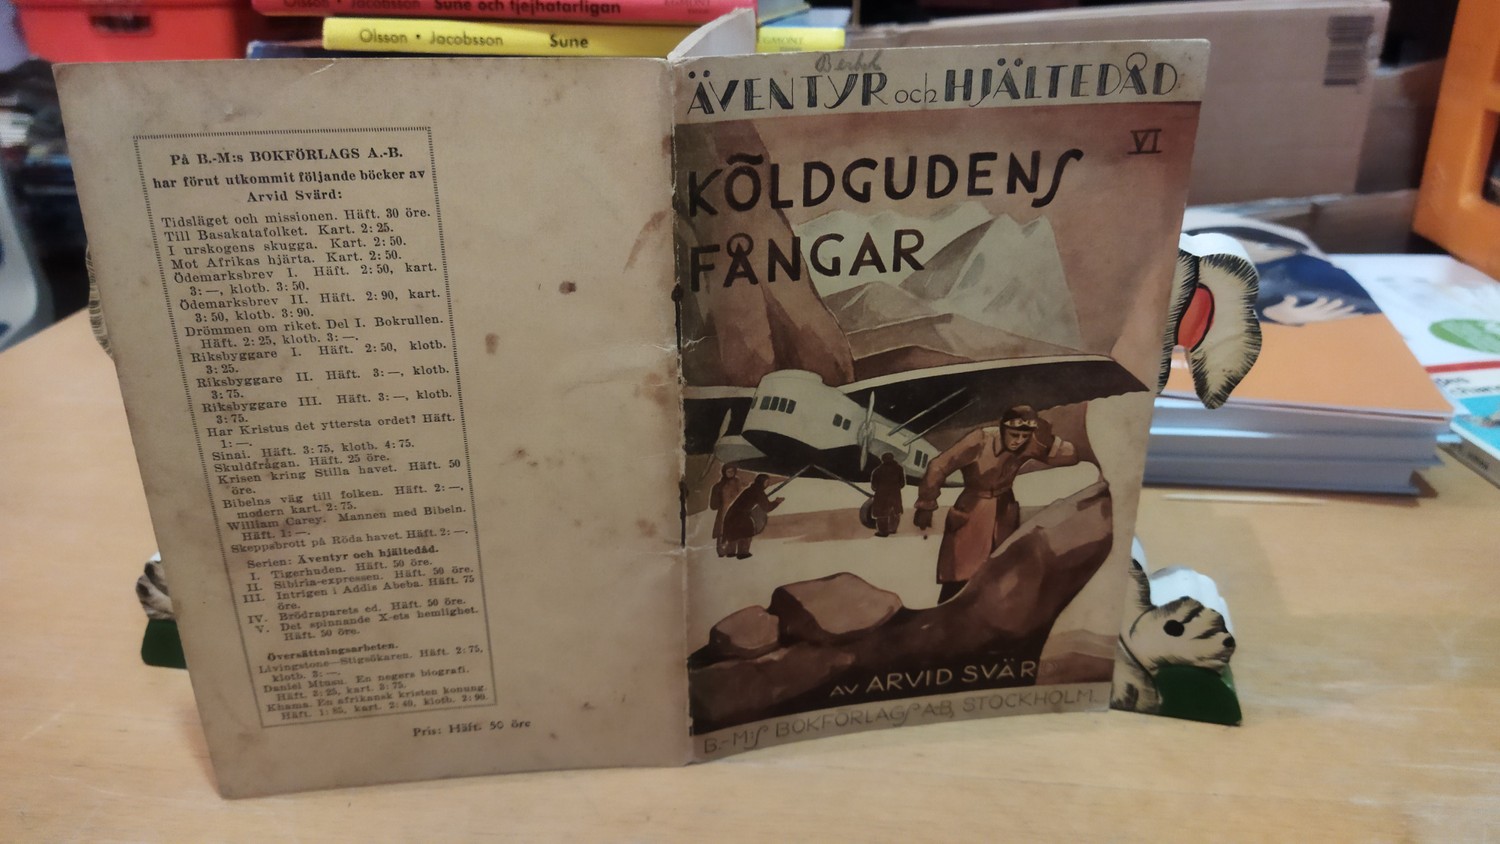 Olsson • Jacobsson Sune och tjejhatarligan EGMONT
Olsson • Jacobsson Sune EGMONT
På B.-M:s BOKFÖRLAGS A.-B.
har förut utkommit följande böcker av
Arvid Svärd:
Tidsläget och missionen. Häft. 30 öre.
Till Basakatafolket. Kart. 2:25.
I urskogens skugga. Kart. 2:50.
Mot Afrikas hjärta. Kart. 2:50.
Ödemarksbrev I. Häft. 2:50, kart.
3:—, klotb. 3:50.
Ödemarksbrev II. Häft. 2:90, kart.
3:50, klotb. 3:90.
Drömmen om riket. Del I. Bokrullen.
Häft. 2:25, klotb. 3:—.
Riksbyggare I. Häft. 2:50, klotb.
3:25.
Riksbyggare II. Häft. 3:—, klotb.
3:75.
Riksbyggare III. Häft. 3:—, klotb.
3:75.
Har Kristus det yttersta ordet? Häft.
1:—.
Sinai. Häft. 3:75, klotb. 4:75.
Skuldfrågan. Häft. 25 öre.
Krisen kring Stilla havet. Häft. 50
öre.
Bibelns väg till folken. Häft. 2:—,
modern kart. 2:75.
William Carey. Mannen med Bibeln.
Häft. 1:—.
Skeppsbrott på Röda havet. Häft. 2:—.
Serien: Äventyr och hjältedåd.
I. Tigerhuden. Häft. 50 öre.
II. Sibiria-expressen. Häft. 50 öre.
III. Intrigen i Addis Abeba. Häft. 75
öre.
IV. Brödraparets ed. Häft. 50 öre.
V. Det spinnande X-ets hemlighet.
Häft. 50 öre.
Översättningsarbeten.
Livingstone—Stigsökaren. Häft. 2:75,
klotb. 3:—.
Daniel Mtusu. En negers biografi.
Häft. 2:25, kart. 2:75.
Khama. En afrikansk kristen konung.
Häft. 1:85, kart. 2:40, klotb. 2:90.
Pris: Häft. 50 öre
ÄVENTYR och HJÄLTEDÅD
VI
KÖLDGUDENS
FÅNGAR
AV ARVID SVÄRD
B.-M:S BOKFÖRLAGS A.B, STOCKHOLM.